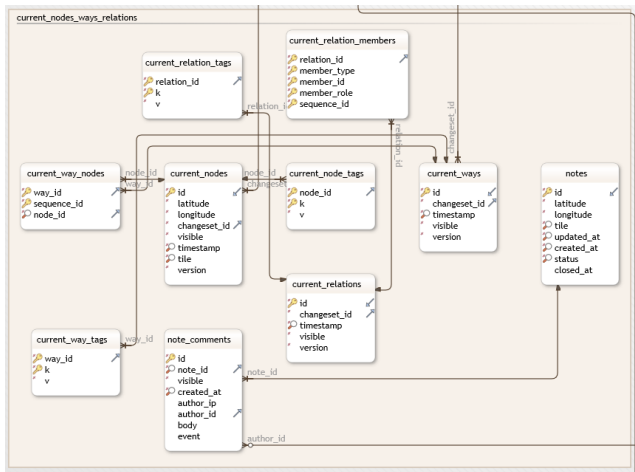 current_nodes_ways_relations
current_relation_members
relation_id
member_type
member_id
member_role
sequence_id
current_relation_tags
relation_id
k
v
relation_id
changeset_id
current_way_nodes
way_id
sequence_id
node_id
node_id
way_id
current_nodes
id
latitude
longitude
changeset_id
visible
timestamp
tile
version
node_id
changeset
current_node_tags
node_id
k
v
current_ways
id
changeset_id
timestamp
visible
version
notes
id
latitude
longitude
tile
updated_at
created_at
status
closed_at
current_relations
id
changeset_id
timestamp
visible
version
current_way_tags
way_id
k
v
way_id
note_comments
id
note_id
visible
created_at
author_ip
author_id
body
event
note_id
author_id
relation_id